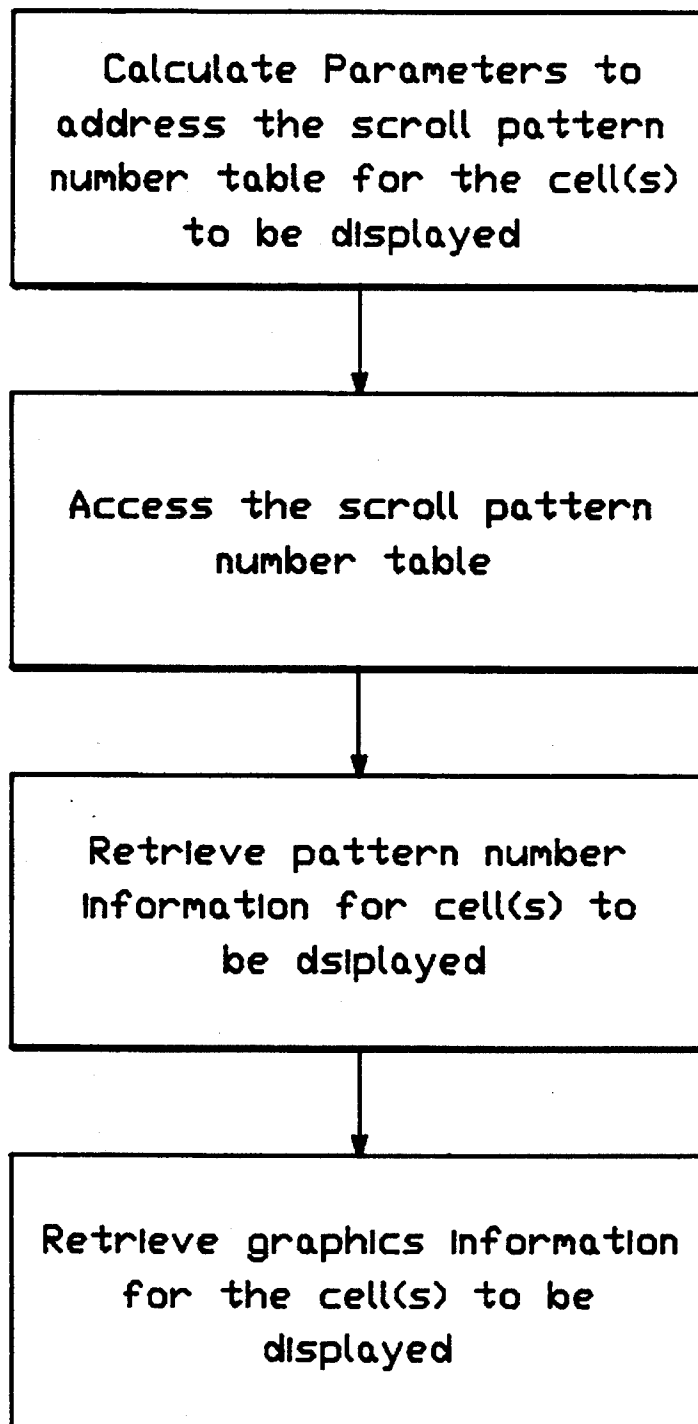 Calculate Parameters to
address the scroll pattern
number table for the cell(s)
to be displayed
Access the scroll pattern
number table
Retrieve pattern number
information for cell(s) to
be dsiplayed
Retrieve graphics information
for the cell(s) to be
displayed